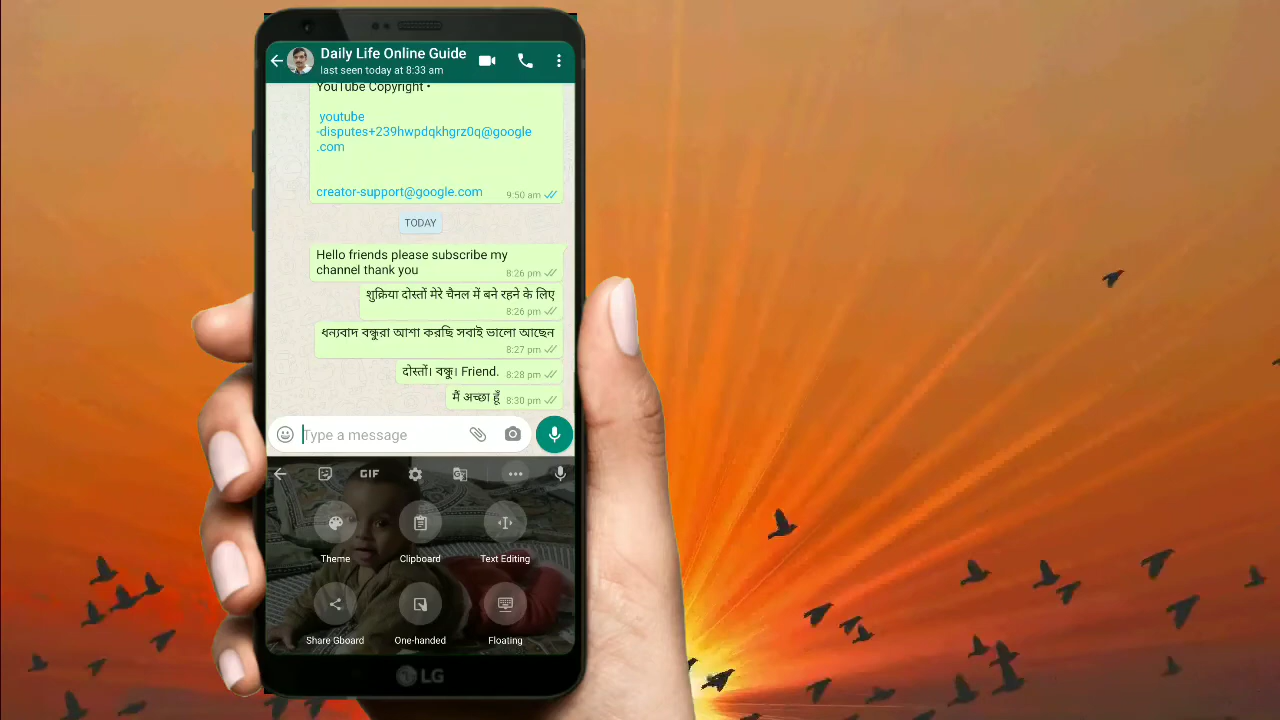 Daily Life Online Guide
last seen today at 8:33 am
YouTube Copyright •
youtube
-disputes+239hwpdqkhgrz0q@google
.com
creator-support@google.com 9:50 am
TODAY
Hello friends please subscribe my
channel thank you 8:26 pm
शुक्रिया दोस्तों मेरे चैनल में बने रहने के लिए
8:26 pm
ধন্যবাদ বন্ধুরা আশা করছি সবাই ভালো আছেন
8:27 pm
दोस्तों। বন্ধু। Friend. 8:28 pm
मैं अच्छा हूँ 8:30 pm
Type a message
GIF
Theme Clipboard Text Editing
Share Gboard One-handed Floating
LG